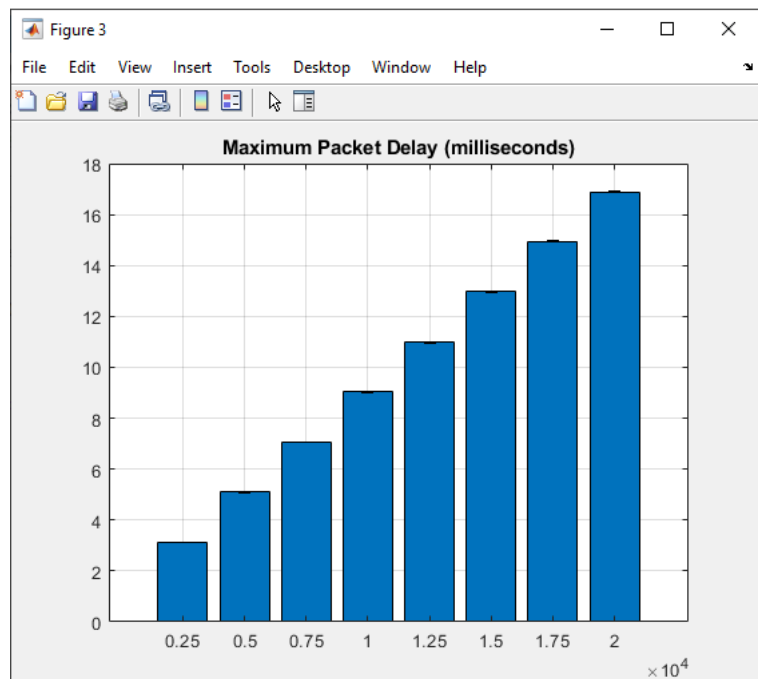 Figure 3
File Edit View Insert Tools Desktop Window Help
Maximum Packet Delay (milliseconds)
18
16
14
12
10
8
6
4
2
0
0.25 0.5 0.75 1 1.25 1.5 1.75 2
×10⁴